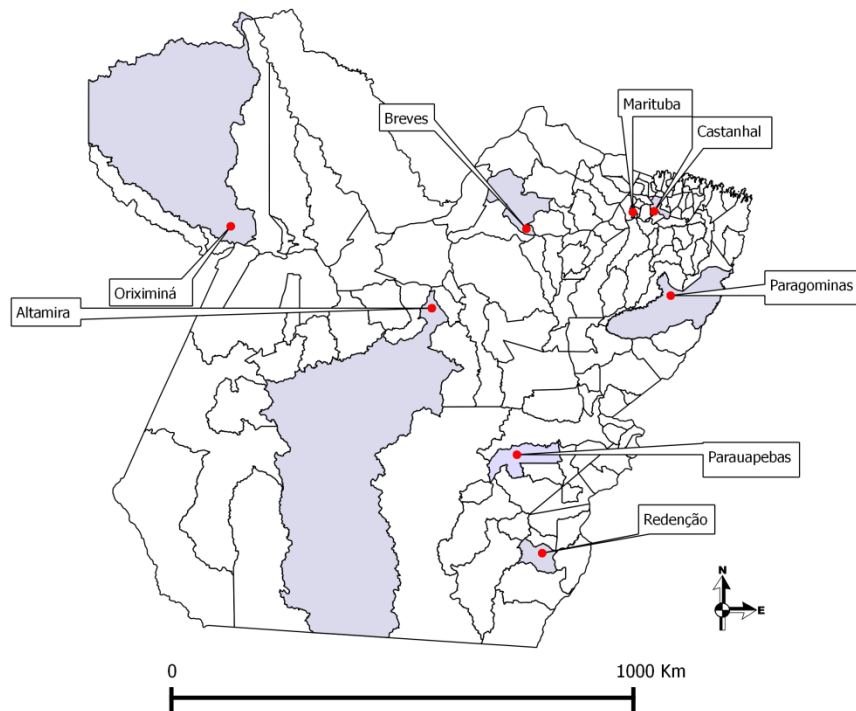 Marituba
Breves
Castanhal
Paragominas
Oriximiná
Altamira
Parauapebas
Redenção
N
E
0
1000 Km